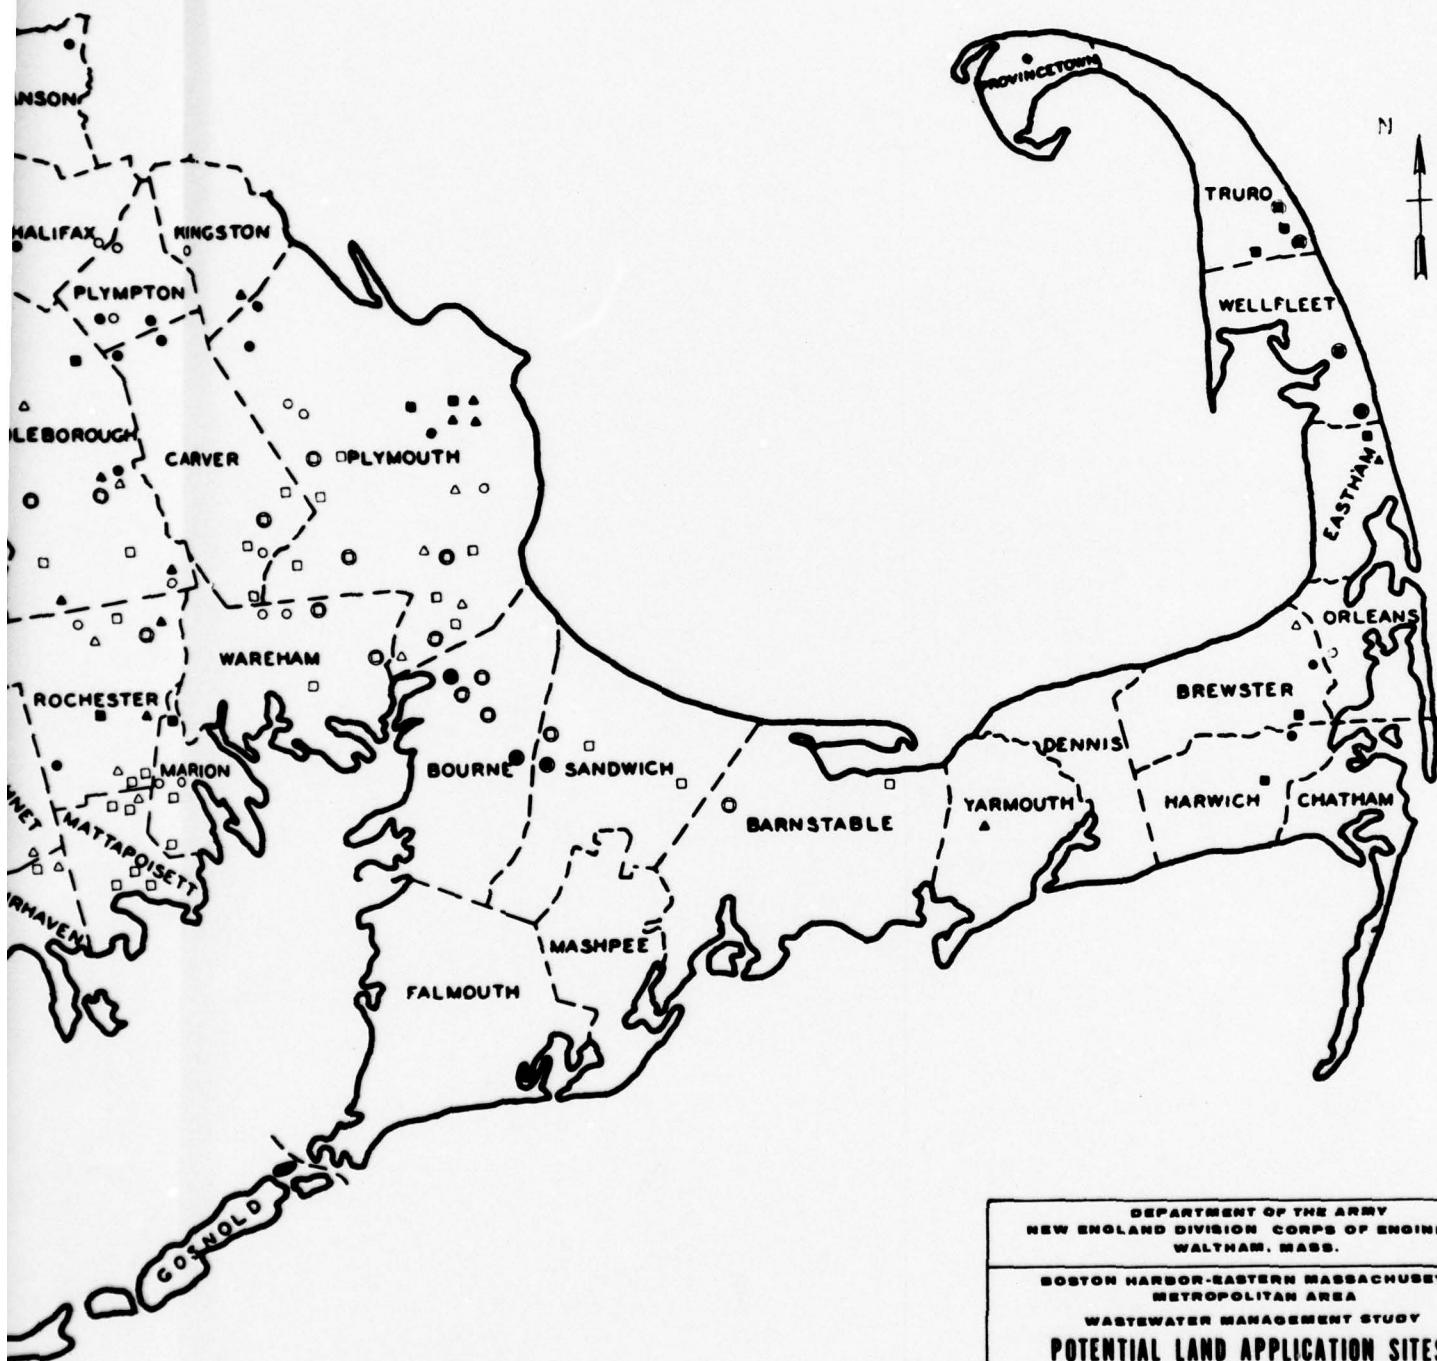 PROVINCETOWN
ANSON
N
TRURO
HALIFAX
KINGSTON
PLYMPTON
WELLFLEET
LEBOROUGH
CARVER
PLYMOUTH
EASTHAM
ORLEANS
WAREHAM
BREWSTER
ROCHESTER
DENNIS
MARION
BOURNE
SANDWICH
YARMOUTH
HARWICH
CHATHAM
BARNSTABLE
HNET
MATTAPOISETT
IRHAVEN
MASHPEE
FALMOUTH
GOSNOLD
DEPARTMENT OF THE ARMY
NEW ENGLAND DIVISION CORPS OF ENGIN
WALTHAM, MASS.
BOSTON HARBOR-EASTERN MASSACHUSE
METROPOLITAN AREA
WASTEWATER MANAGEMENT STUDY
POTENTIAL LAND APPLICATION SITES